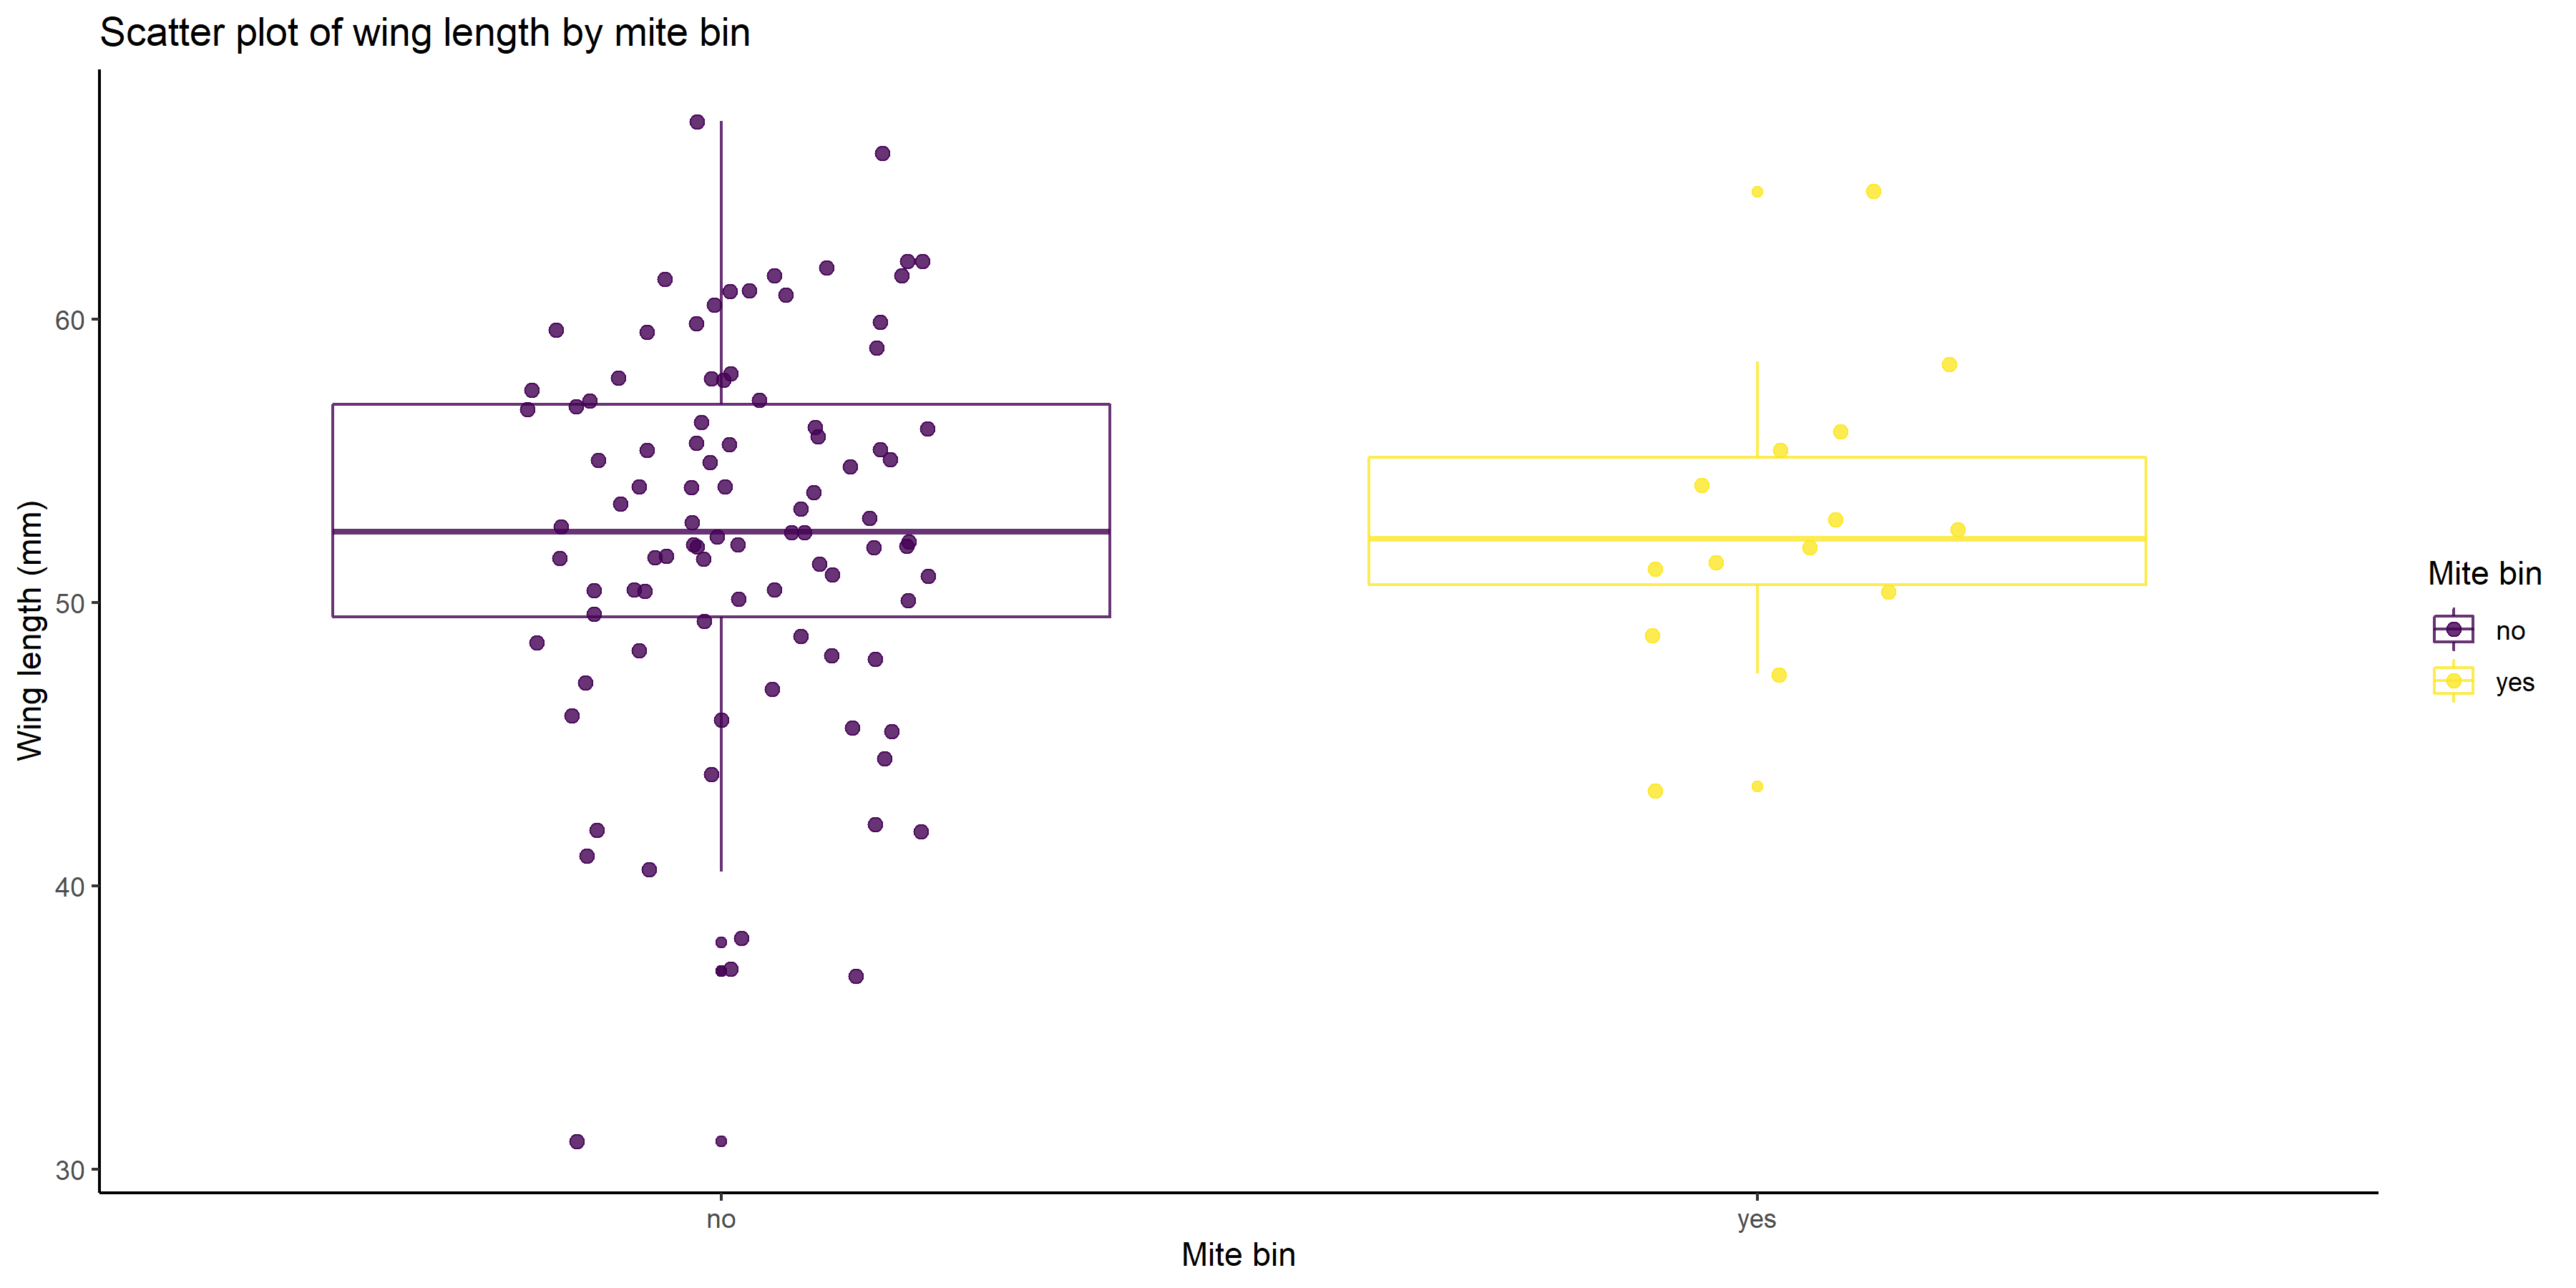 Scatter plot of wing length by mite bin
Wing length (mm)
60
50
40
30
no
yes
Mite bin
Mite bin
no
yes